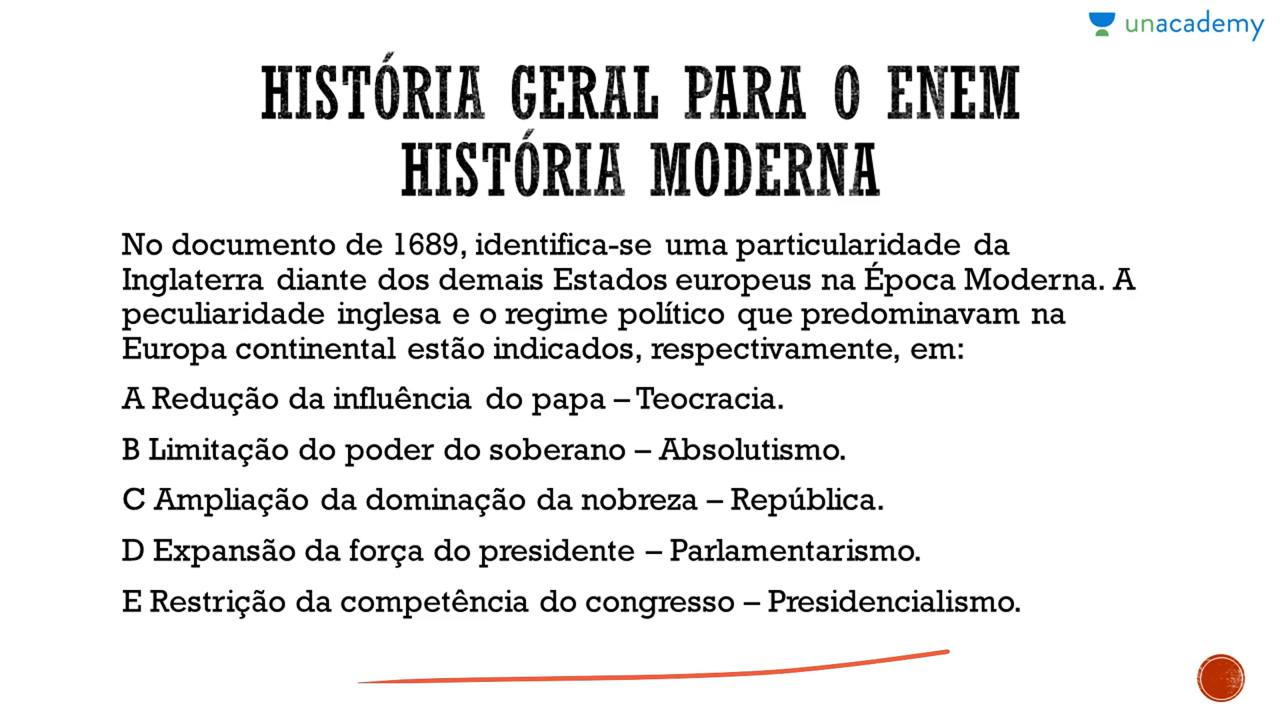 unacademy
HISTÓRIA GERAL PARA O ENEM
HISTÓRIA MODERNA
No documento de 1689, identifica-se uma particularidade da
Inglaterra diante dos demais Estados europeus na Época Moderna. A
peculiaridade inglesa e o regime político que predominavam na
Europa continental estão indicados, respectivamente, em:
A Redução da influência do papa – Teocracia.
B Limitação do poder do soberano – Absolutismo.
C Ampliação da dominação da nobreza – República.
D Expansão da força do presidente – Parlamentarismo.
E Restrição da competência do congresso – Presidencialismo.